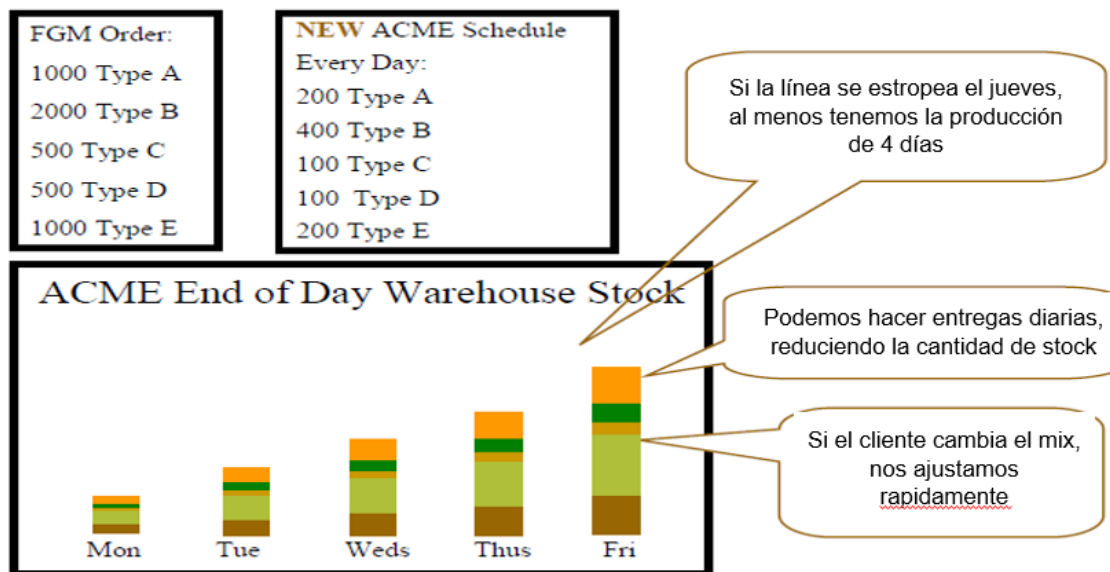 FGM Order:
1000 Type A
2000 Type B
500 Type C
500 Type D
1000 Type E
NEW ACME Schedule
Every Day:
200 Type A
400 Type B
100 Type C
100 Type D
200 Type E
Si la línea se estropea el jueves,
al menos tenemos la producción
de 4 días
ACME End of Day Warehouse Stock
Podemos hacer entregas diarias,
reduciendo la cantidad de stock
Si el cliente cambia el mix,
nos ajustamos
rapidamente
Mon Tue Weds Thus Fri